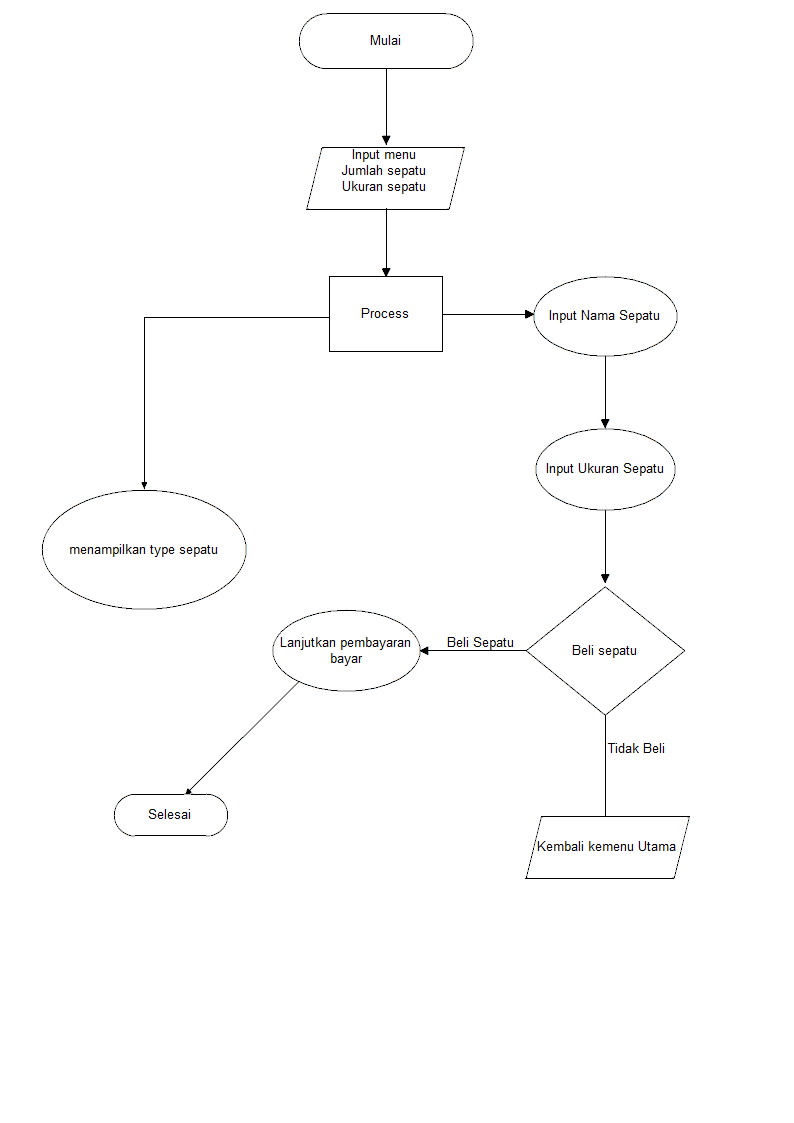 Mulai
Input menu
Jumlah sepatu
Ukuran sepatu
Process
Input Nama Sepatu
Input Ukuran Sepatu
menampilkan type sepatu
Lanjutkan pembayaran
bayar
Beli Sepatu
Beli sepatu
Tidak Beli
Selesai
Kembali kemenu Utama